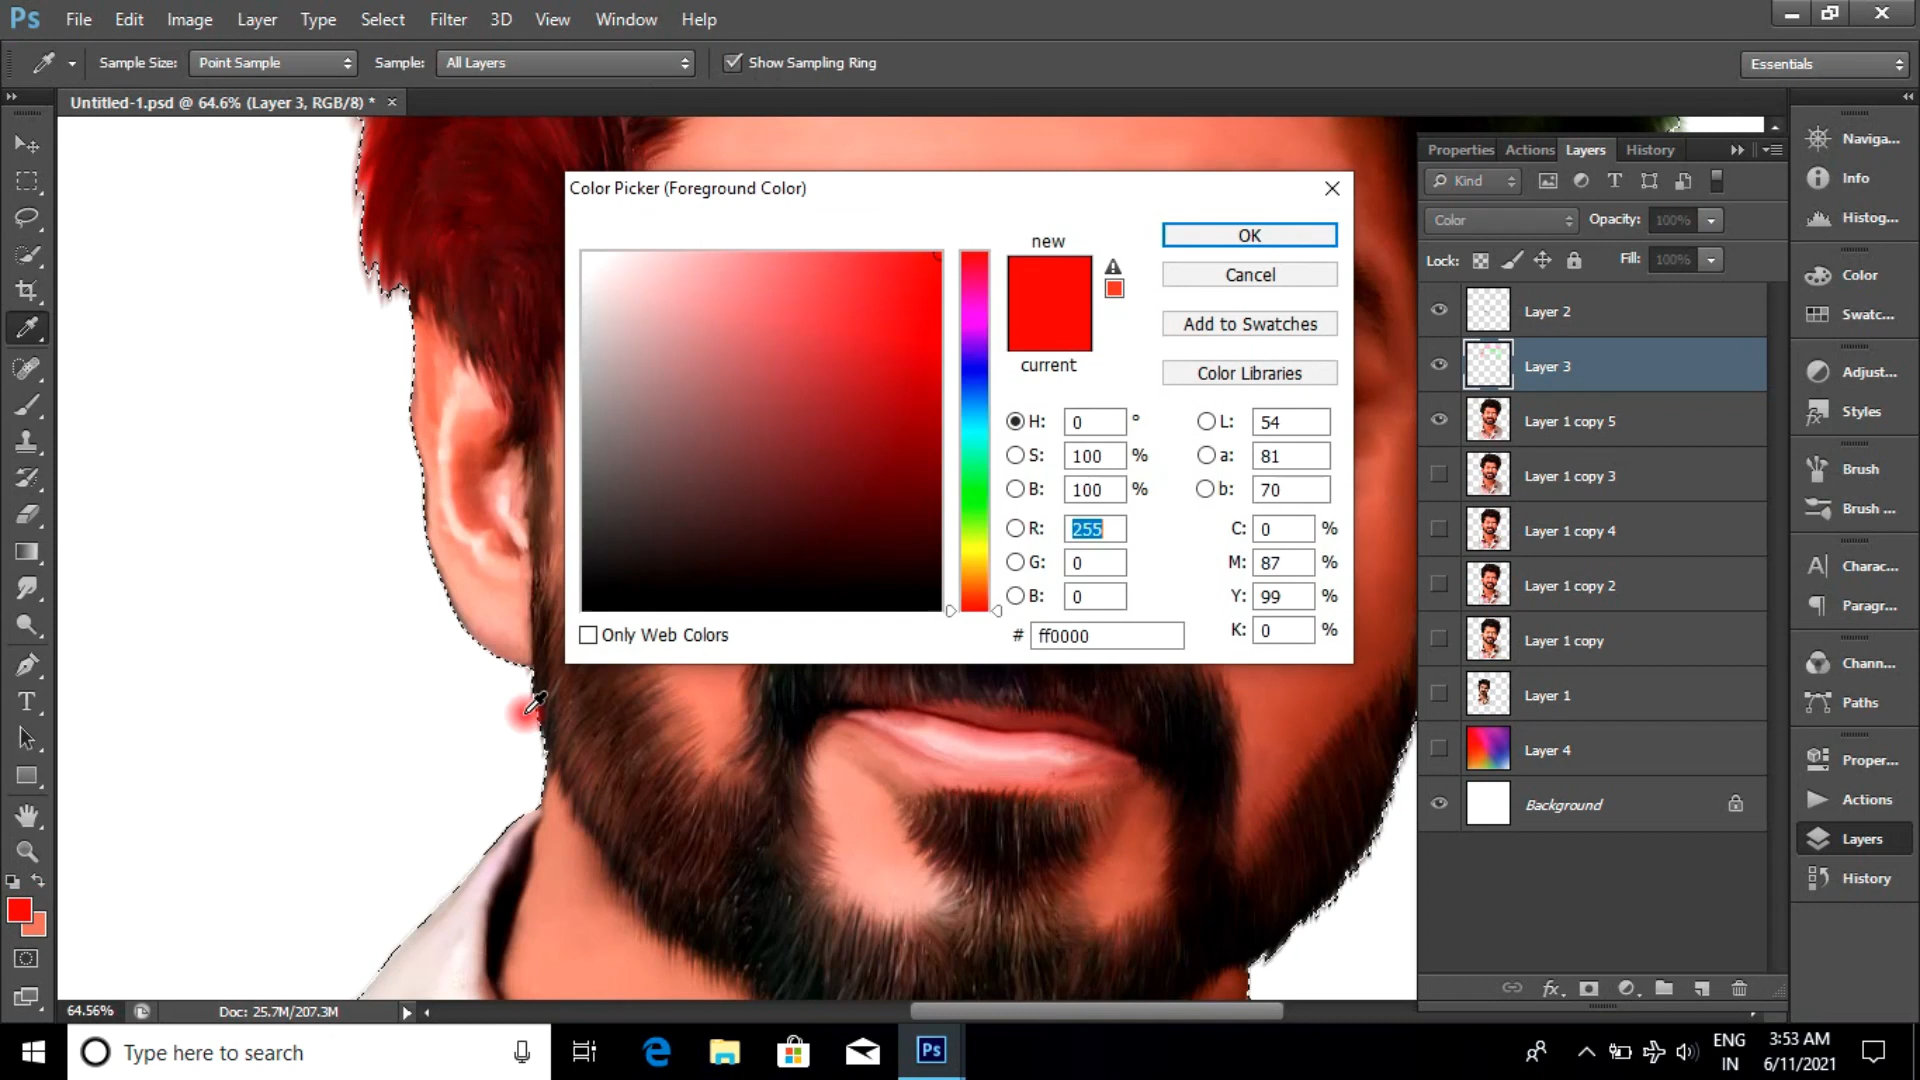 Ps File Edit Image Layer Type Select Filter 3D View Window Help
Sample Size: Point Sample Sample: All Layers Show Sampling Ring Essentials
Untitled-1.psd @ 64.6% (Layer 3, RGB/8) * ×
Color Picker (Foreground Color)
new
current
OK
Cancel
Add to Swatches
Color Libraries
H: 0 ° L: 54
S: 100 % a: 81
B: 100 % b: 70
R: 255 C: 0 %
G: 0 M: 87 %
B: 0 Y: 99 %
K: 0 %
Only Web Colors # ff0000
Properties Actions Layers History
Kind
Color Opacity: 100%
Lock: Fill: 100%
Layer 2
Layer 3
Layer 1 copy 5
Layer 1 copy 3
Layer 1 copy 4
Layer 1 copy 2
Layer 1 copy
Layer 1
Layer 4
Background
fx
Naviga...
Info
Histog...
Color
Swatc...
Adjust...
Styles
Brush
Brush ...
Charac...
Paragr...
Chann...
Paths
Proper...
Actions
Layers
History
64.56% Doc: 25.7M/207.3M
Type here to search
Ps
ENG
IN
3:53 AM
6/11/2021